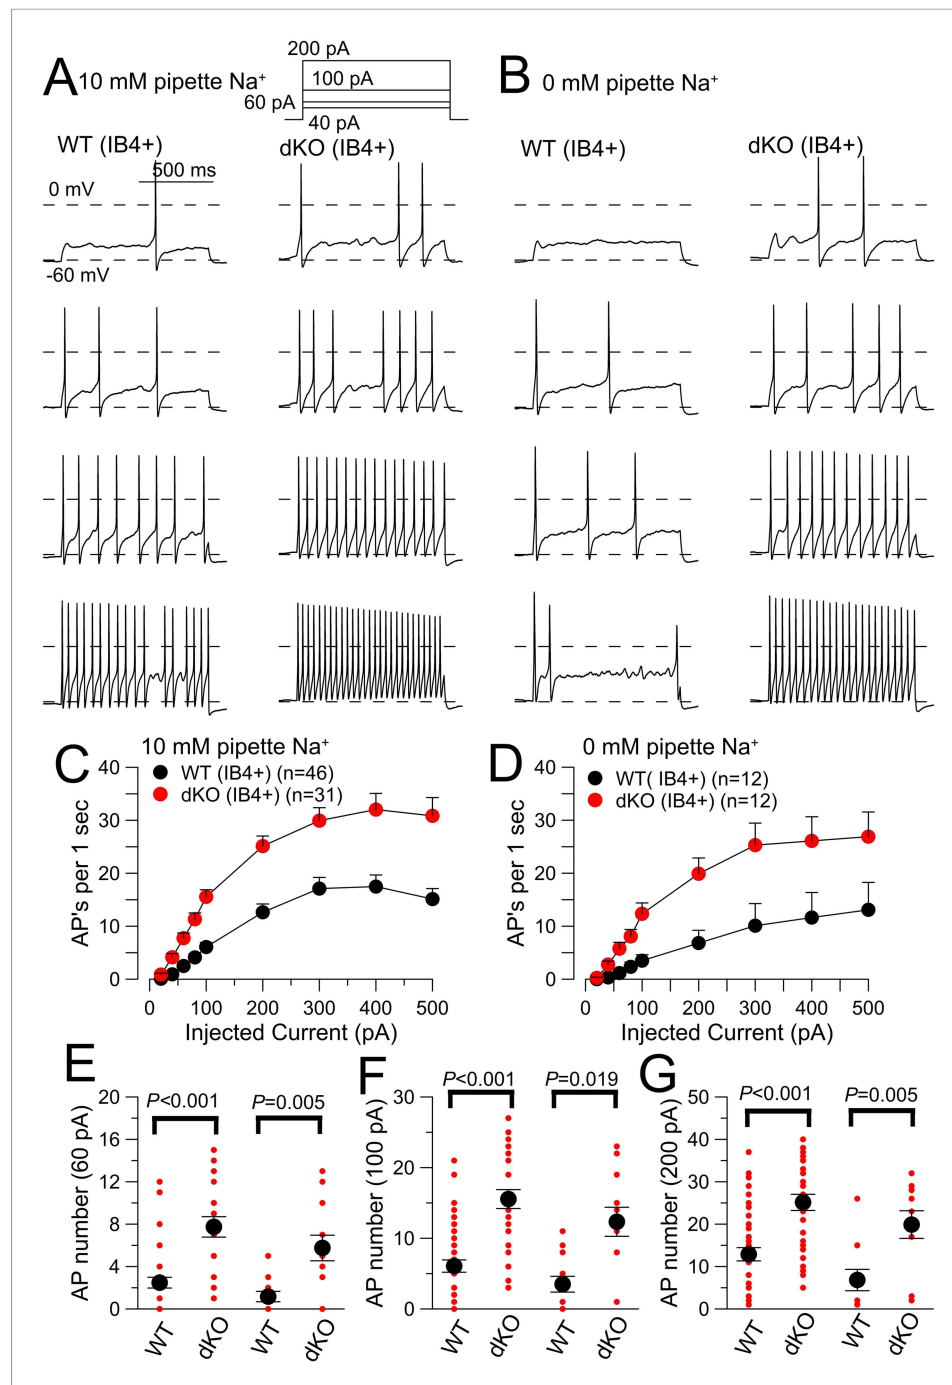 A 10 mM pipette Na⁺
200 pA
100 pA
60 pA
40 pA
B 0 mM pipette Na⁺
WT (IB4+)
dKO (IB4+)
WT (IB4+)
dKO (IB4+)
500 ms
0 mV
-60 mV
C 10 mM pipette Na⁺
WT (IB4+) (n=46)
dKO (IB4+) (n=31)
AP's per 1 sec
40
30
20
10
0
0 100 200 300 400 500
Injected Current (pA)
D 0 mM pipette Na⁺
WT( IB4+) (n=12)
dKO (IB4+) (n=12)
AP's per 1 sec
40
30
20
10
0
0 100 200 300 400 500
Injected Current (pA)
E
P<0.001 P=0.005
AP number (60 pA)
20
16
12
8
4
0
WT dKO WT dKO
F
P<0.001 P=0.019
AP number (100 pA)
30
20
10
0
WT dKO WT dKO
G
P<0.001 P=0.005
AP number (200 pA)
50
40
30
20
10
0
WT dKO WT dKO